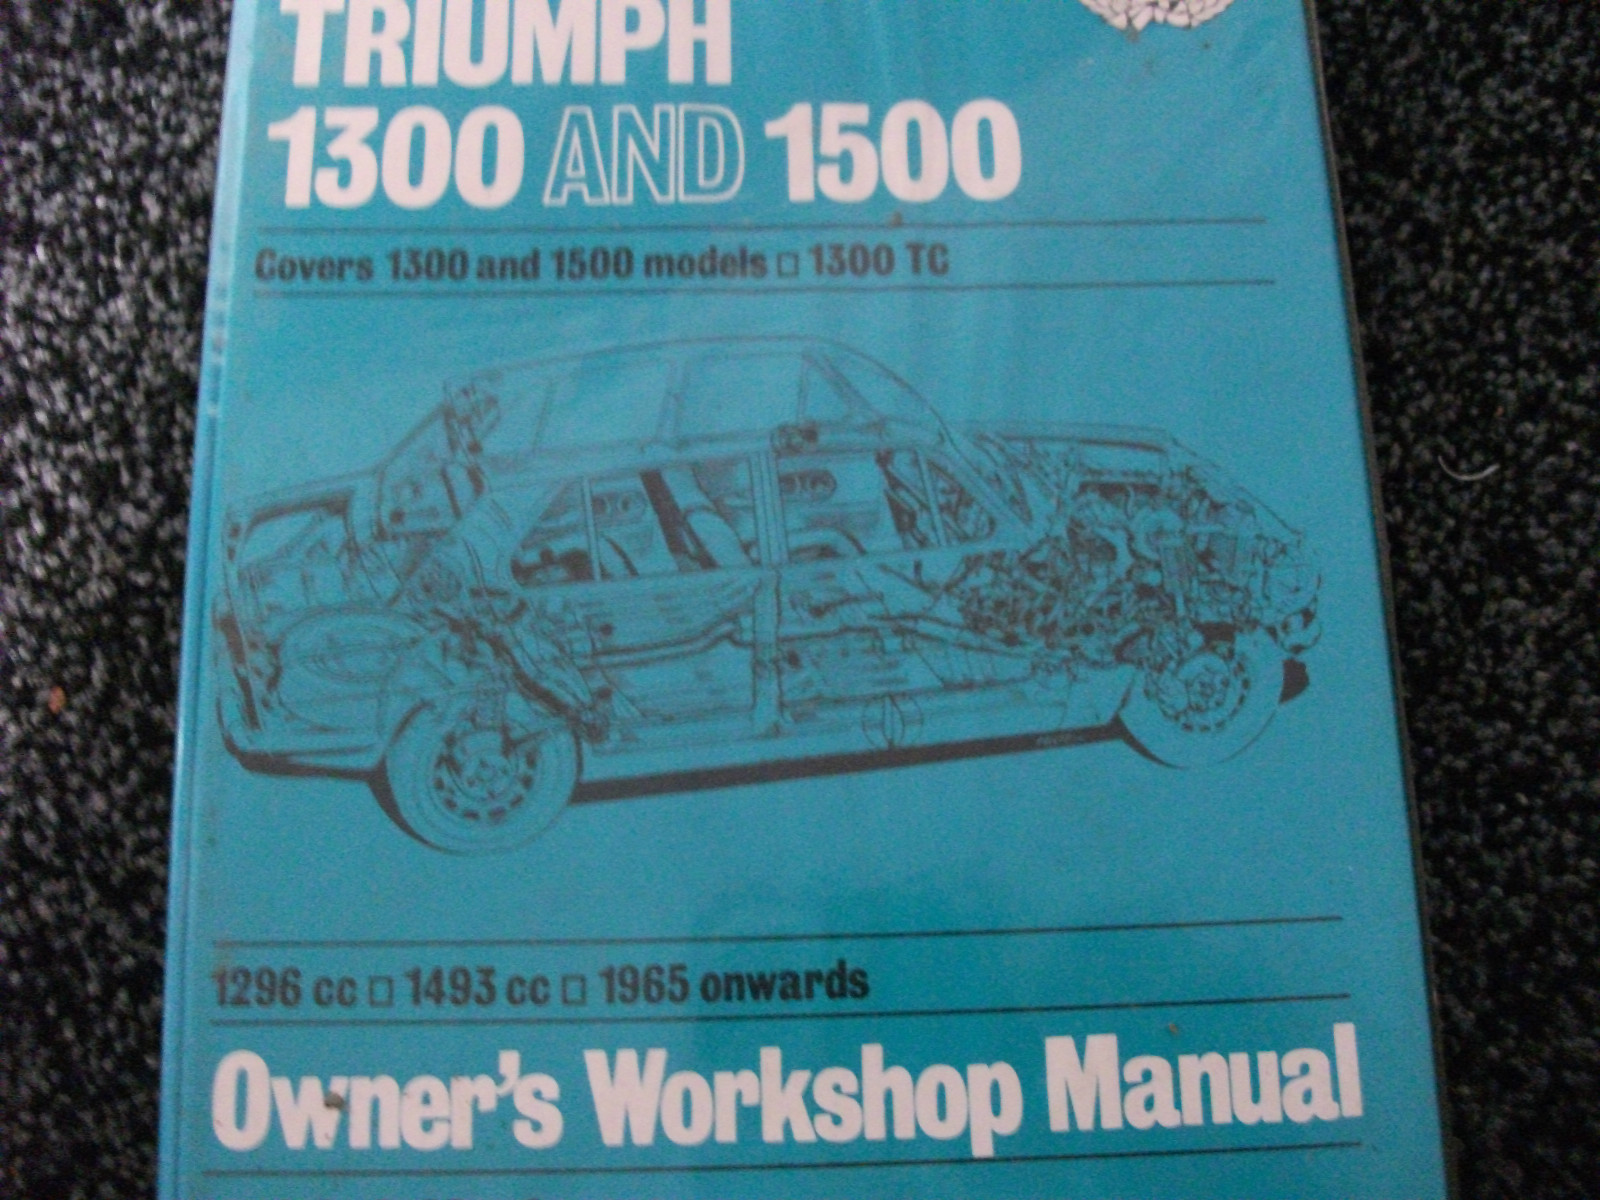 TRIUMPH
1300 AND 1500
Covers 1300 and 1500 models □ 1300 TC
1296 cc □ 1493 cc □ 1965 onwards
Owner's Workshop Manual